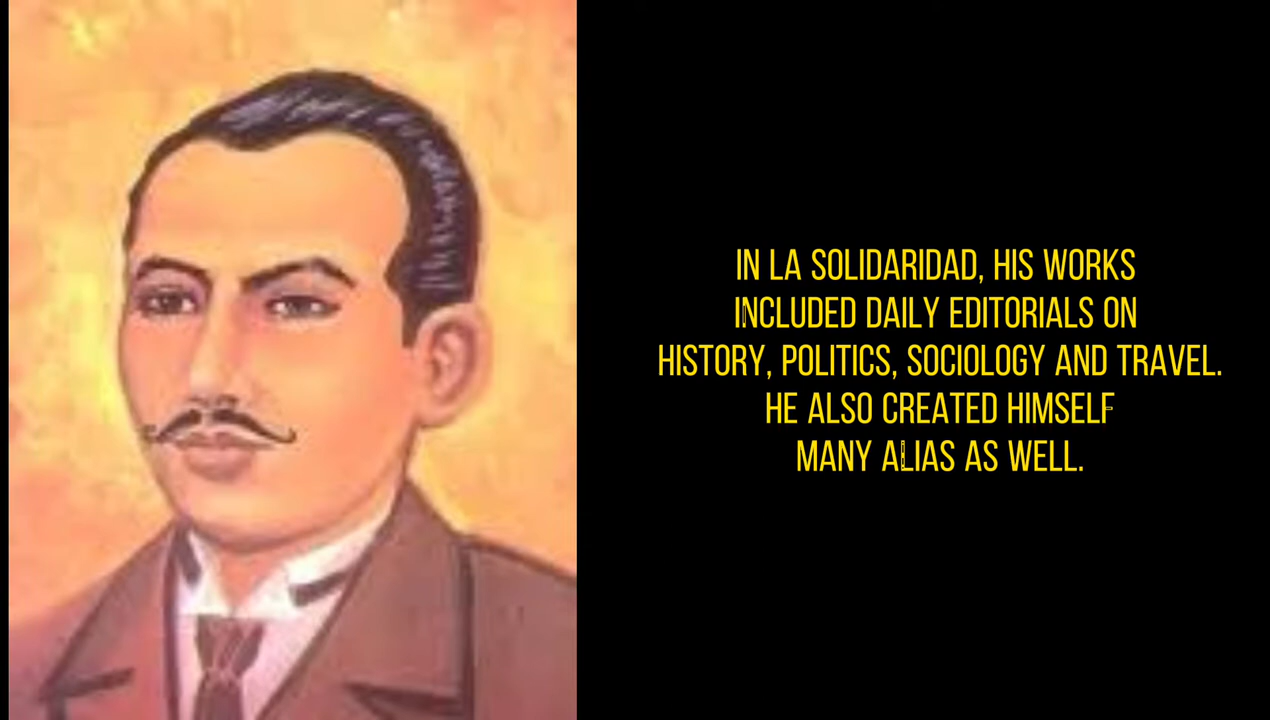 IN LA SOLIDARIDAD, HIS WORKS
INCLUDED DAILY EDITORIALS ON
HISTORY, POLITICS, SOCIOLOGY AND TRAVEL.
HE ALSO CREATED HIMSELF
MANY ALIAS AS WELL.